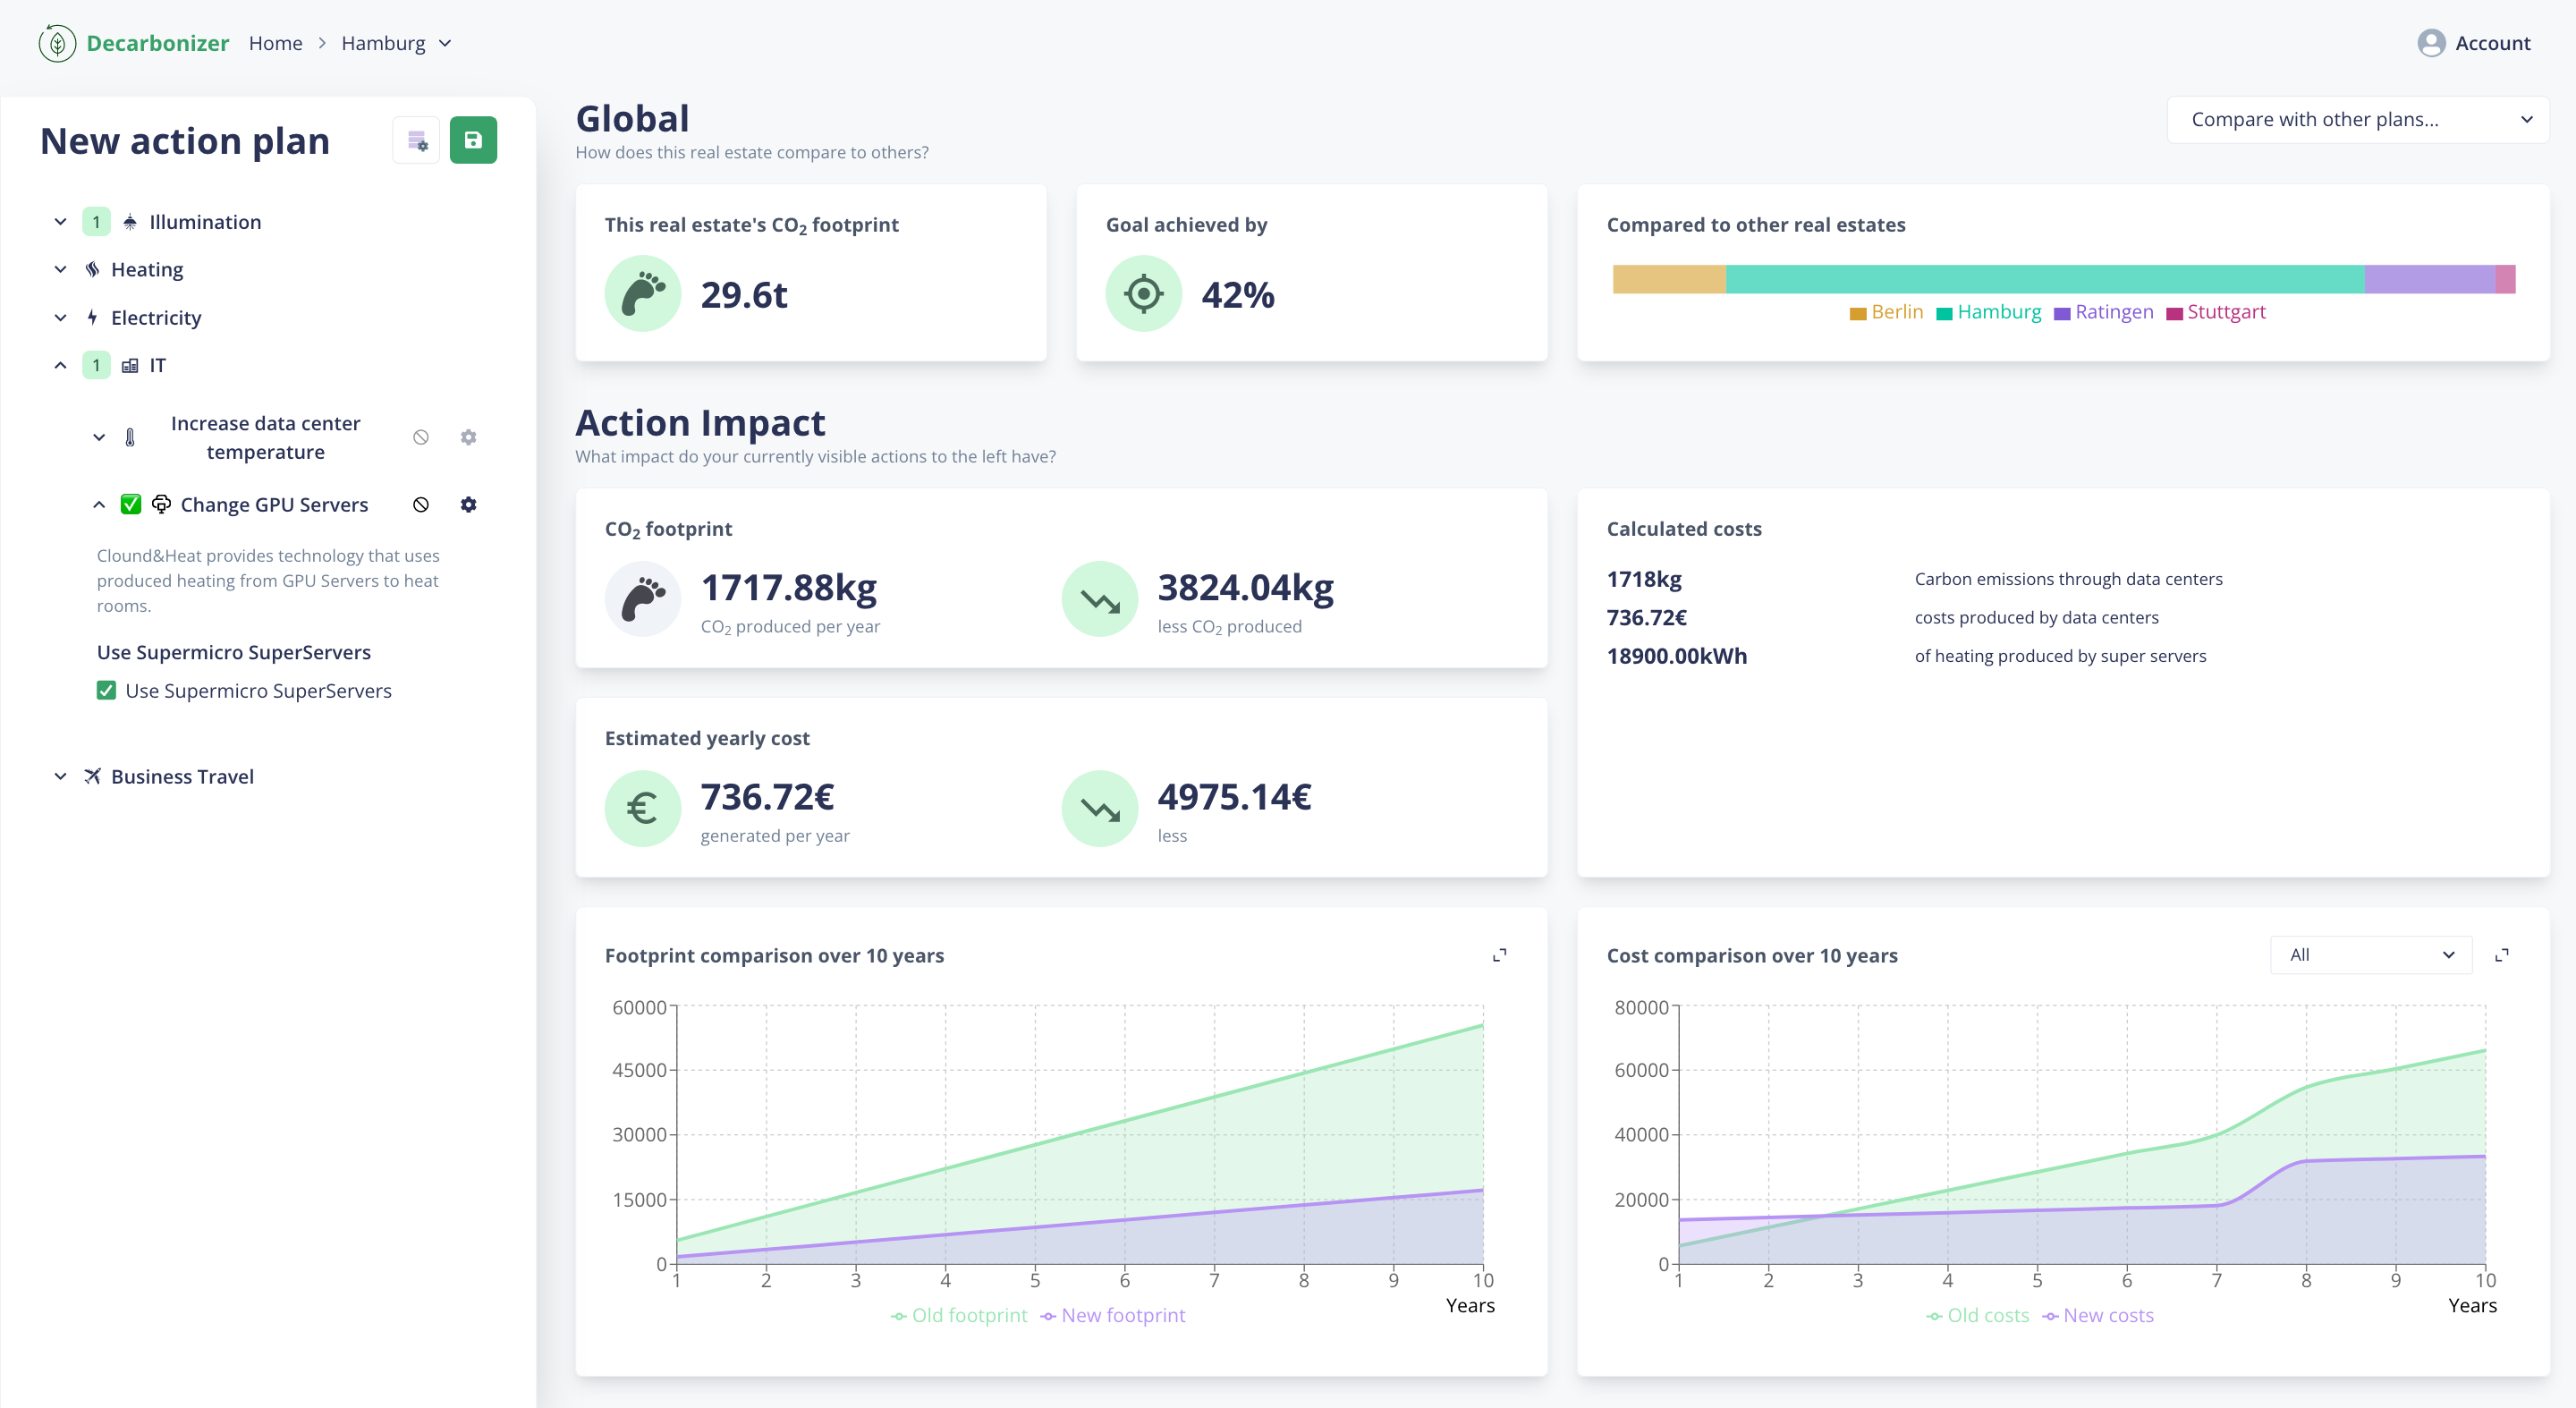 Decarbonizer Home > Hamburg
Account
New action plan
1 Illumination
Heating
Electricity
1 IT
Increase data center
temperature
Change GPU Servers
Clound&Heat provides technology that uses
produced heating from GPU Servers to heat
rooms.
Use Supermicro SuperServers
Use Supermicro SuperServers
Business Travel
Global
How does this real estate compare to others?
Compare with other plans...
This real estate's CO₂ footprint
29.6t
Goal achieved by
42%
Compared to other real estates
Berlin Hamburg Ratingen Stuttgart
Action Impact
What impact do your currently visible actions to the left have?
CO₂ footprint
1717.88kg
CO₂ produced per year
3824.04kg
less CO₂ produced
Calculated costs
1718kg Carbon emissions through data centers
736.72€ costs produced by data centers
18900.00kWh of heating produced by super servers
Estimated yearly cost
€
736.72€
generated per year
4975.14€
less
Footprint comparison over 10 years
60000
45000
30000
15000
0
1 2 3 4 5 6 7 8 9 10
Years
Old footprint New footprint
Cost comparison over 10 years
All
80000
60000
40000
20000
0
1 2 3 4 5 6 7 8 9 10
Years
Old costs New costs